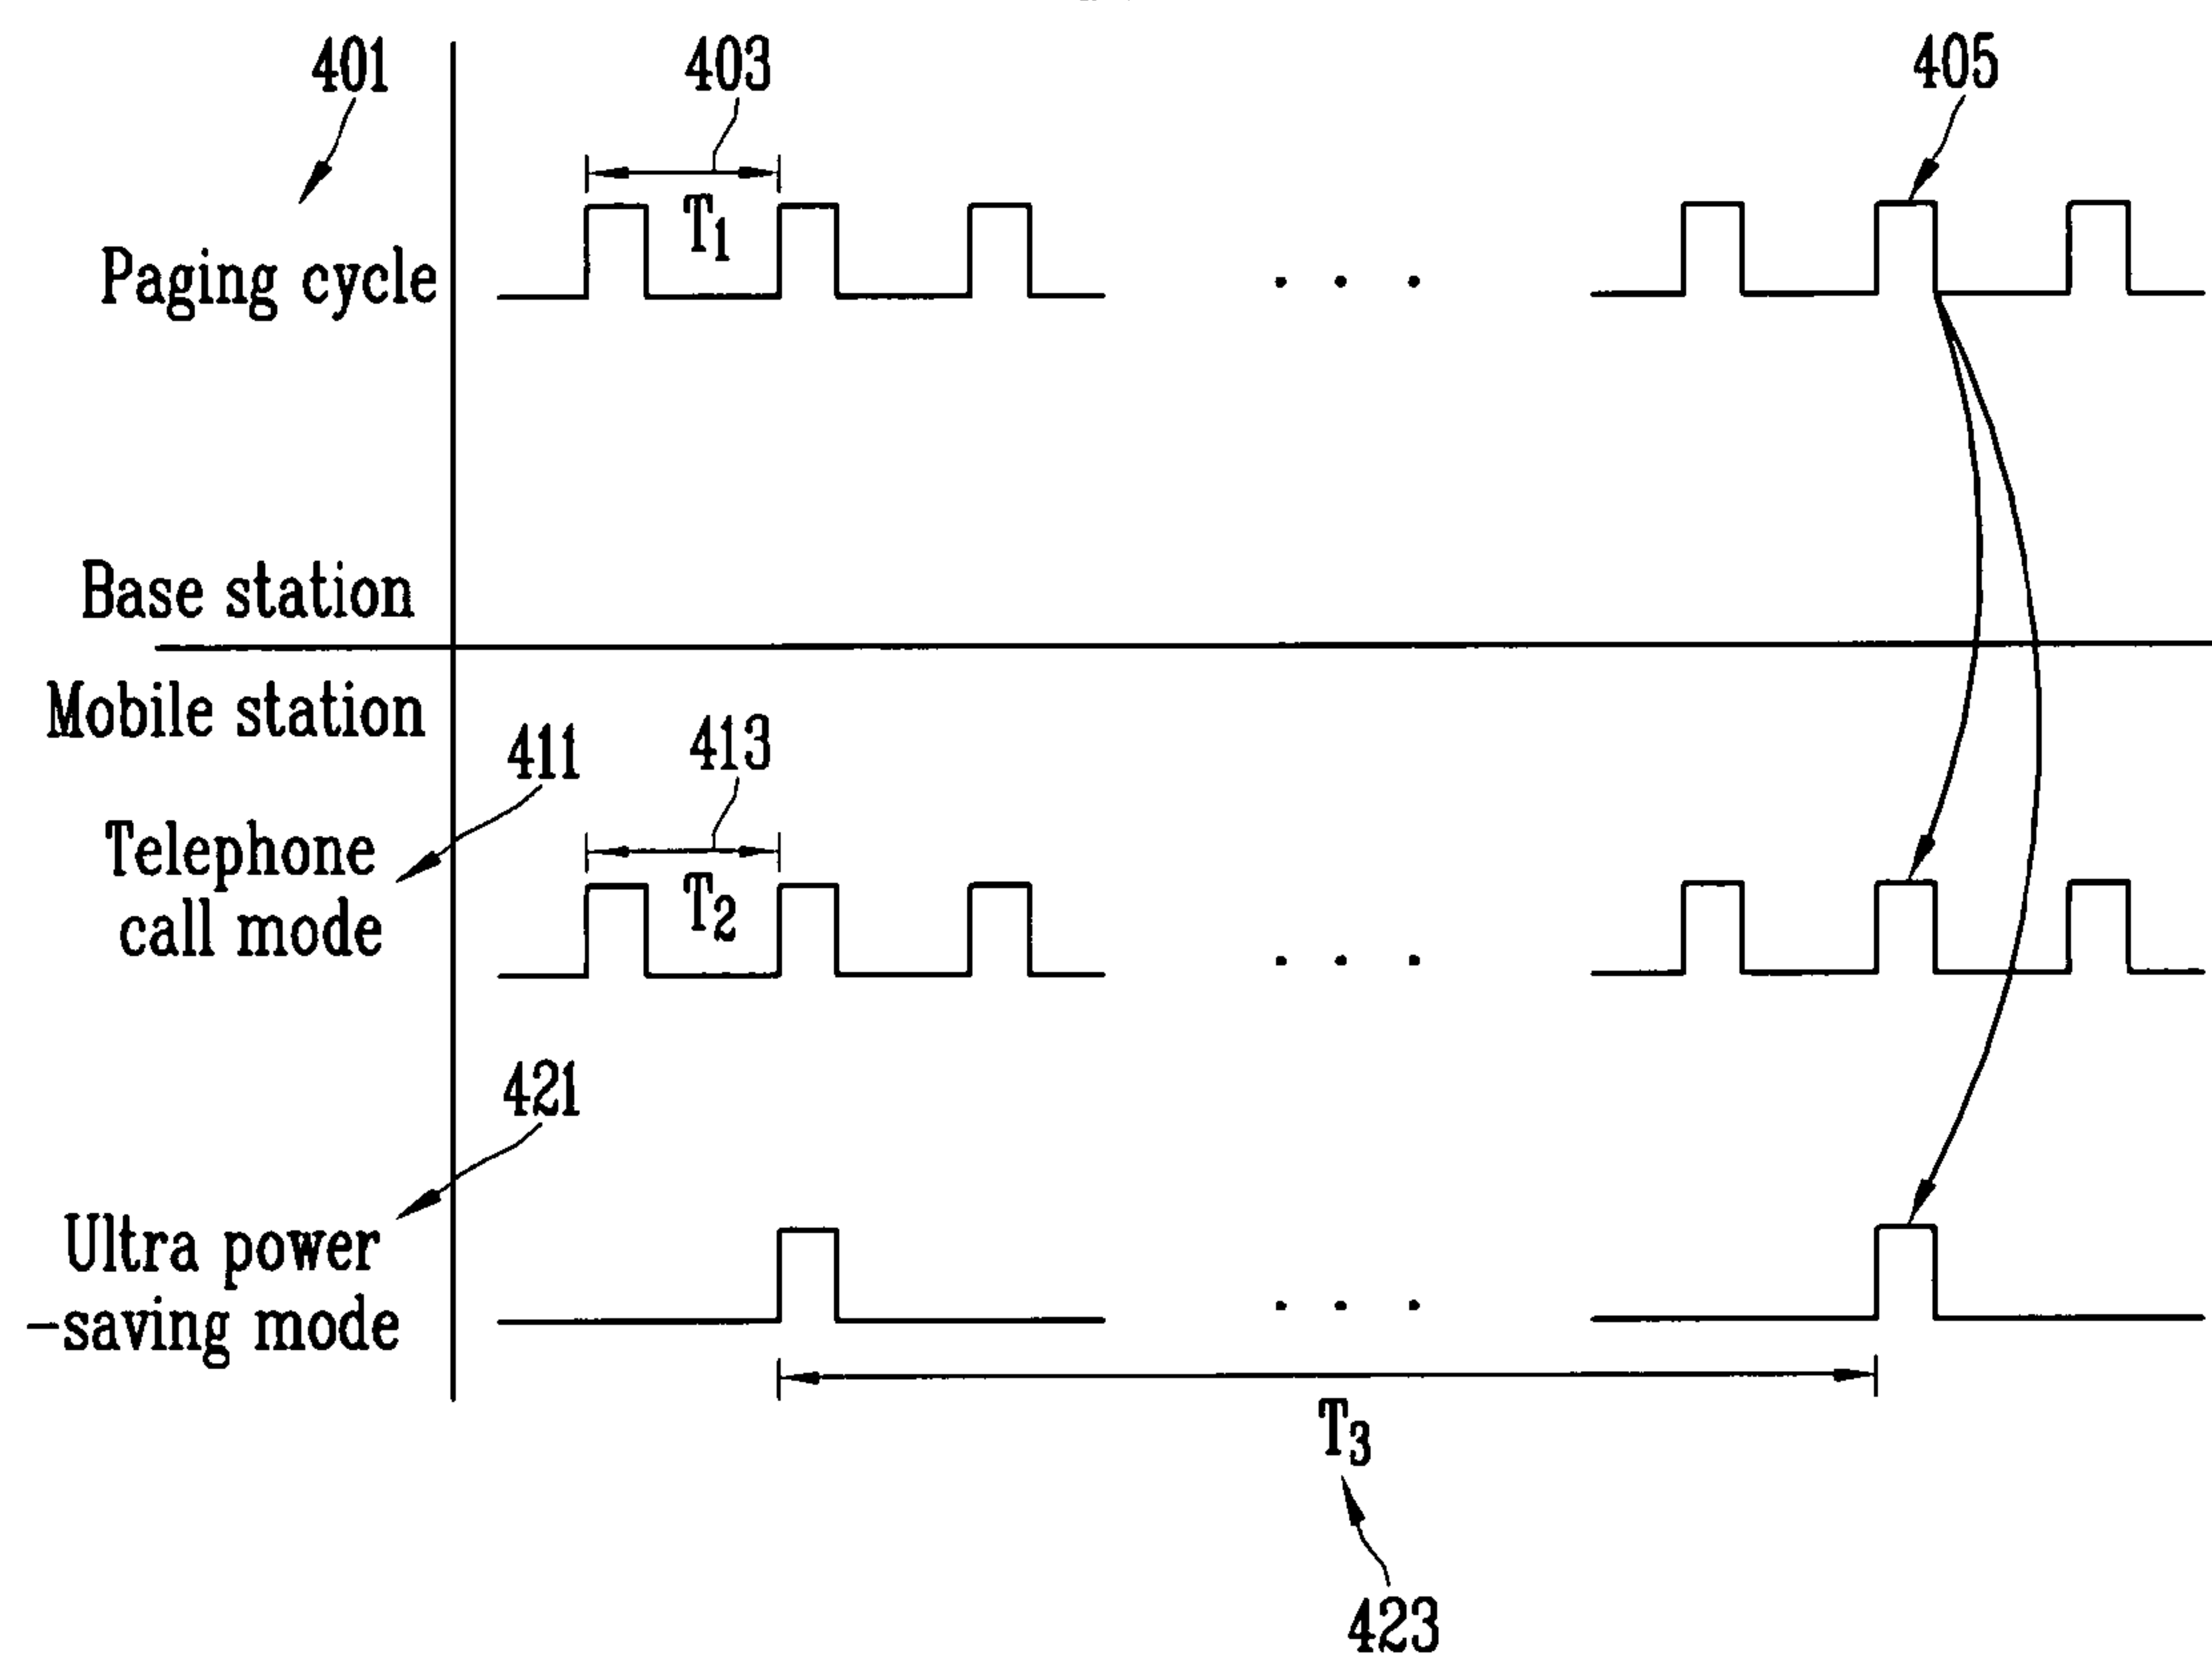 401
403
405
T1
Paging cycle
. . .
Base station
Mobile station
411
413
Telephone
call mode
T2
. . .
421
Ultra power
-saving mode
. . .
T3
423